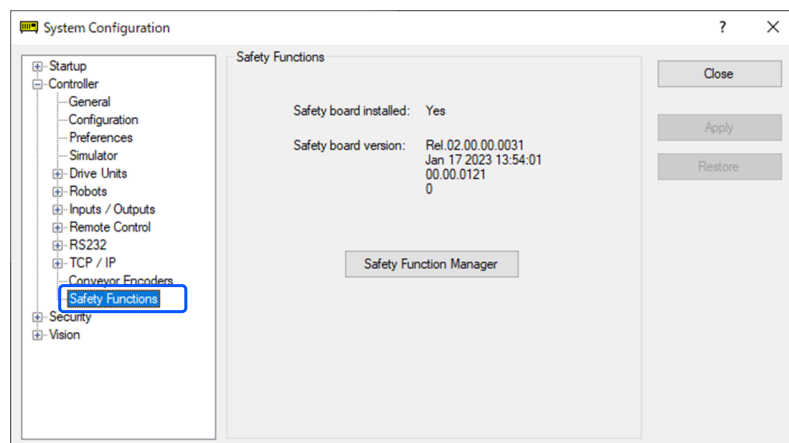 System Configuration
?
Startup
Controller
General
Configuration
Preferences
Simulator
Drive Units
Robots
Inputs / Outputs
Remote Control
RS232
TCP / IP
Conveyor Encoders
Safety Functions
Security
Vision
Safety Functions
Safety board installed: Yes
Safety board version: Rel.02.00.00.0031
Jan 17 2023 13:54:01
00.00.0121
0
Safety Function Manager
Close
Apply
Restore